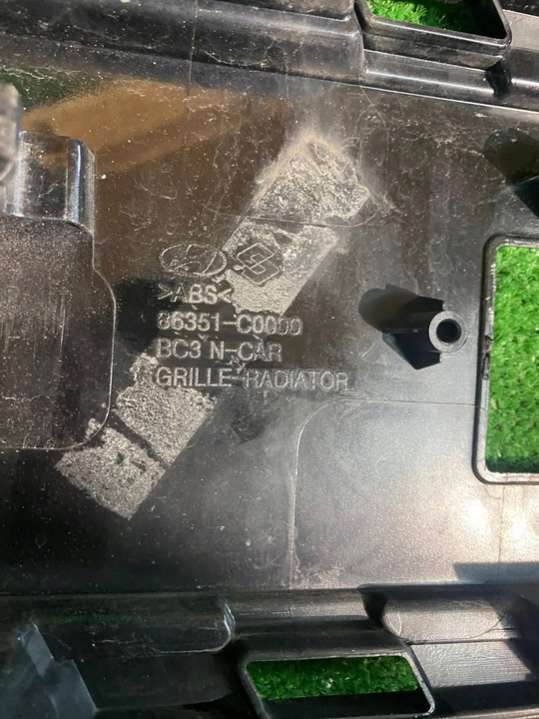 >ABS<
86351-C0000
BC3 N-CAR
GRILLE-RADIATOR